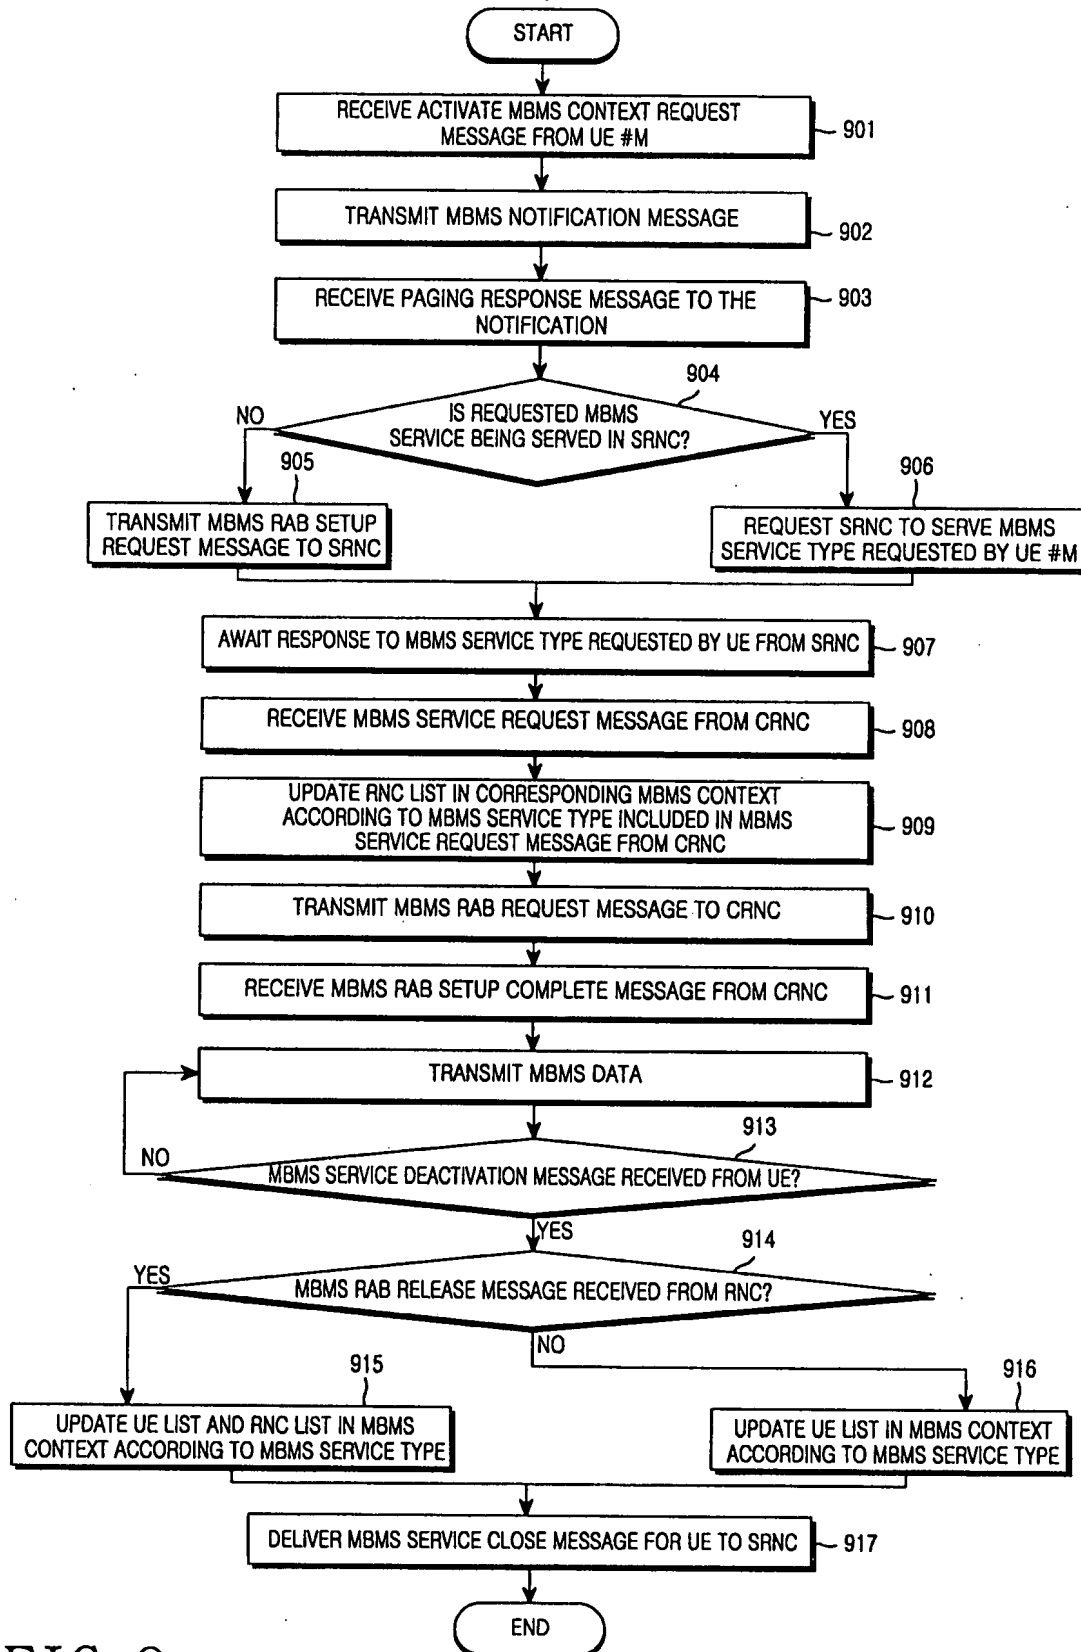 START
RECEIVE ACTIVATE MBMS CONTEXT REQUEST
MESSAGE FROM UE #M
901
TRANSMIT MBMS NOTIFICATION MESSAGE
902
RECEIVE PAGING RESPONSE MESSAGE TO THE
NOTIFICATION
903
904
IS REQUESTED MBMS
SERVICE BEING SERVED IN SRNC?
NO
YES
905
TRANSMIT MBMS RAB SETUP
REQUEST MESSAGE TO SRNC
906
REQUEST SRNC TO SERVE MBMS
SERVICE TYPE REQUESTED BY UE #M
AWAIT RESPONSE TO MBMS SERVICE TYPE REQUESTED BY UE FROM SRNC
907
RECEIVE MBMS SERVICE REQUEST MESSAGE FROM CRNC
908
UPDATE RNC LIST IN CORRESPONDING MBMS CONTEXT
ACCORDING TO MBMS SERVICE TYPE INCLUDED IN MBMS
SERVICE REQUEST MESSAGE FROM CRNC
909
TRANSMIT MBMS RAB REQUEST MESSAGE TO CRNC
910
RECEIVE MBMS RAB SETUP COMPLETE MESSAGE FROM CRNC
911
TRANSMIT MBMS DATA
912
913
NO
MBMS SERVICE DEACTIVATION MESSAGE RECEIVED FROM UE?
YES
914
YES
MBMS RAB RELEASE MESSAGE RECEIVED FROM RNC?
NO
915
UPDATE UE LIST AND RNC LIST IN MBMS
CONTEXT ACCORDING TO MBMS SERVICE TYPE
916
UPDATE UE LIST IN MBMS CONTEXT
ACCORDING TO MBMS SERVICE TYPE
DELIVER MBMS SERVICE CLOSE MESSAGE FOR UE TO SRNC
917
END